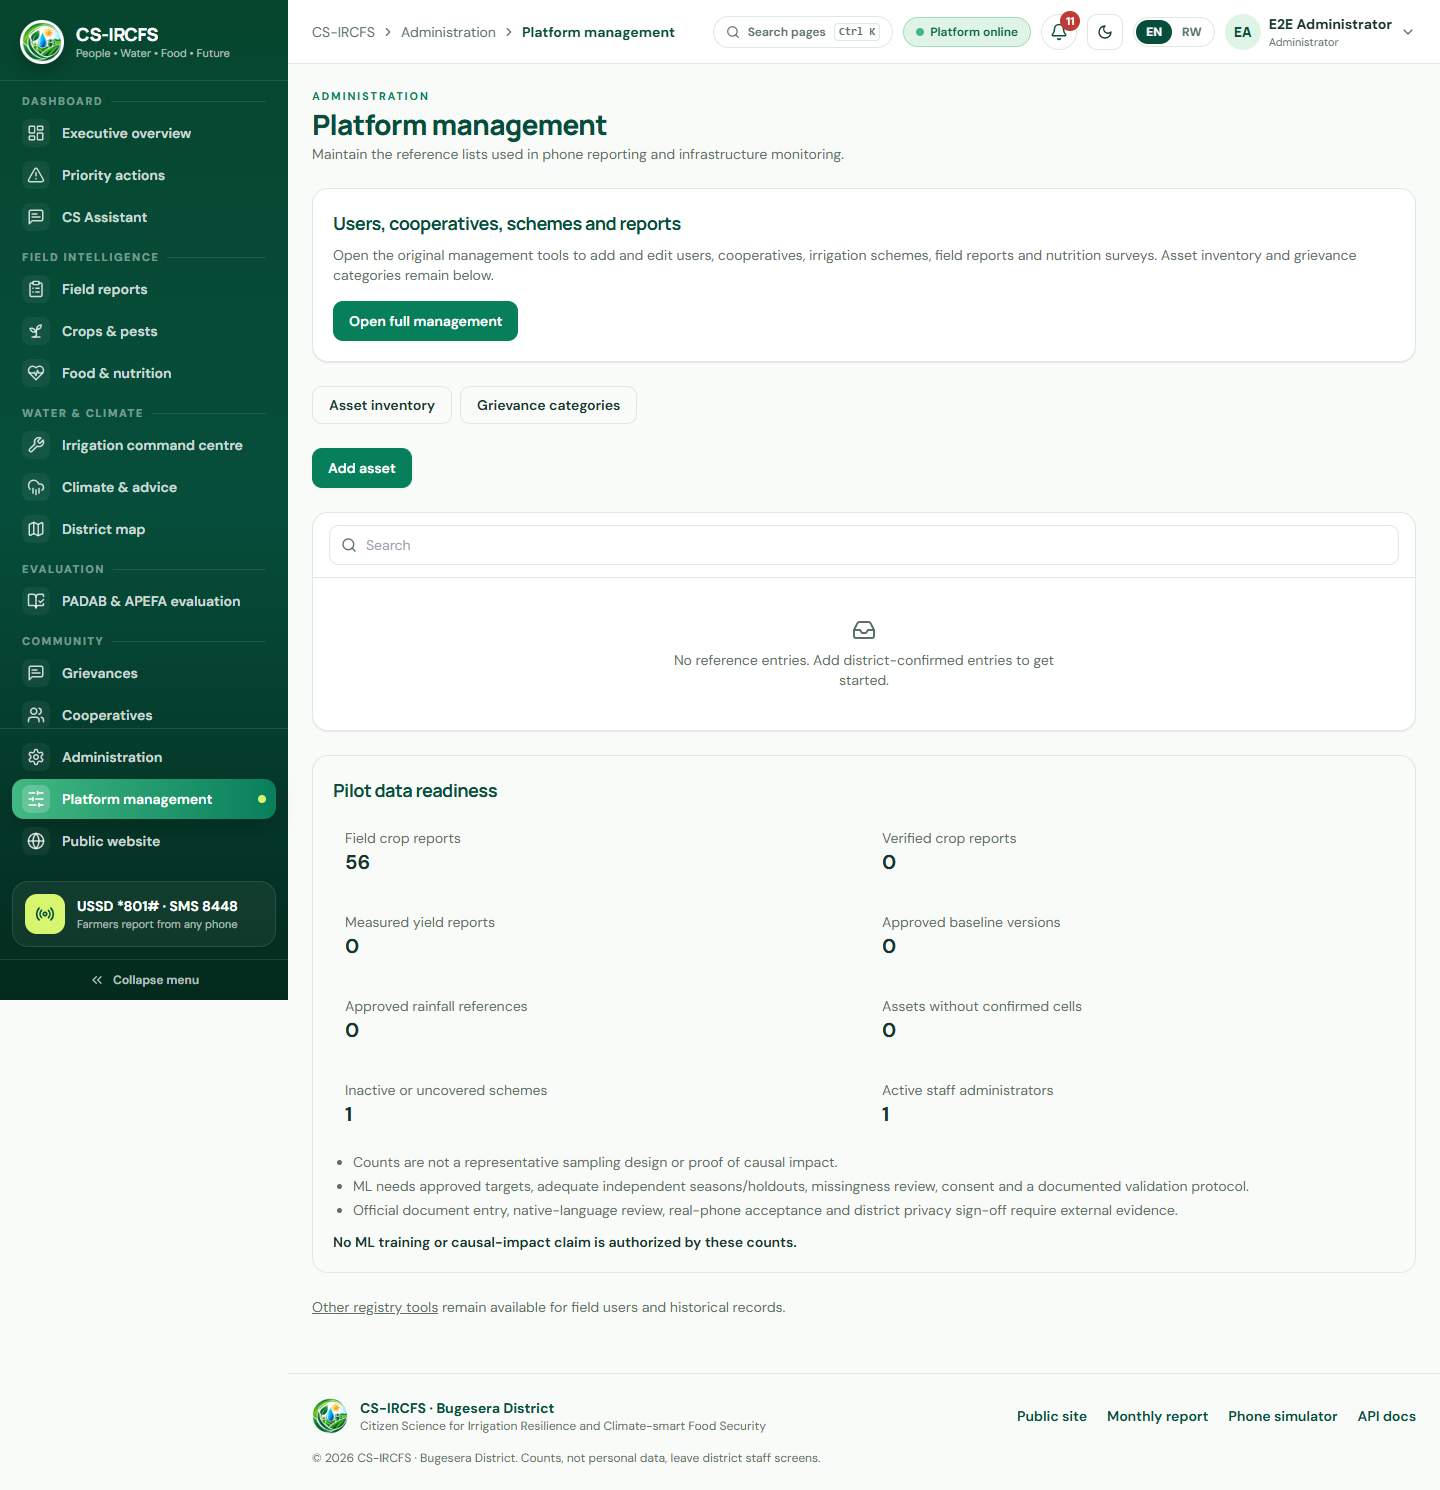 CS-IRCFS
People • Water • Food • Future
DASHBOARD
Executive overview
Priority actions
CS Assistant
FIELD INTELLIGENCE
Field reports
Crops & pests
Food & nutrition
WATER & CLIMATE
Irrigation command centre
Climate & advice
District map
EVALUATION
PADAB & APEFA evaluation
COMMUNITY
Grievances
Cooperatives
Administration
Platform management
Public website
USSD *801# · SMS 8448
Farmers report from any phone
Collapse menu
CS-IRCFS > Administration > Platform management
Search pages Ctrl K
Platform online
11
EN RW
EA
E2E Administrator
Administrator
ADMINISTRATION
Platform management
Maintain the reference lists used in phone reporting and infrastructure monitoring.
Users, cooperatives, schemes and reports
Open the original management tools to add and edit users, cooperatives, irrigation schemes, field reports and nutrition surveys. Asset inventory and grievance
categories remain below.
Open full management
Asset inventory Grievance categories
Add asset
Search
No reference entries. Add district-confirmed entries to get
started.
Pilot data readiness
Field crop reports
56
Verified crop reports
0
Measured yield reports
0
Approved baseline versions
0
Approved rainfall references
0
Assets without confirmed cells
0
Inactive or uncovered schemes
1
Active staff administrators
1
• Counts are not a representative sampling design or proof of causal impact.
• ML needs approved targets, adequate independent seasons/holdouts, missingness review, consent and a documented validation protocol.
• Official document entry, native-language review, real-phone acceptance and district privacy sign-off require external evidence.
No ML training or causal-impact claim is authorized by these counts.
Other registry tools remain available for field users and historical records.
CS-IRCFS · Bugesera District
Citizen Science for Irrigation Resilience and Climate-smart Food Security
Public site Monthly report Phone simulator API docs
© 2026 CS-IRCFS · Bugesera District. Counts, not personal data, leave district staff screens.